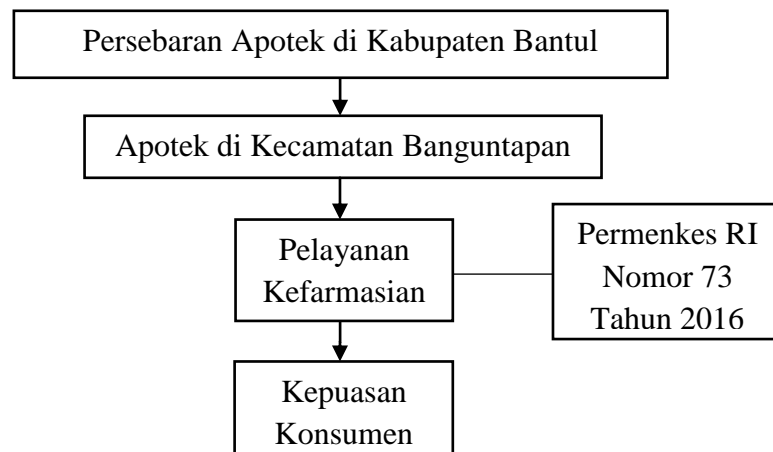 Persebaran Apotek di Kabupaten Bantul
Apotek di Kecamatan Banguntapan
Pelayanan
Kefarmasian
Permenkes RI
Nomor 73
Tahun 2016
Kepuasan
Konsumen